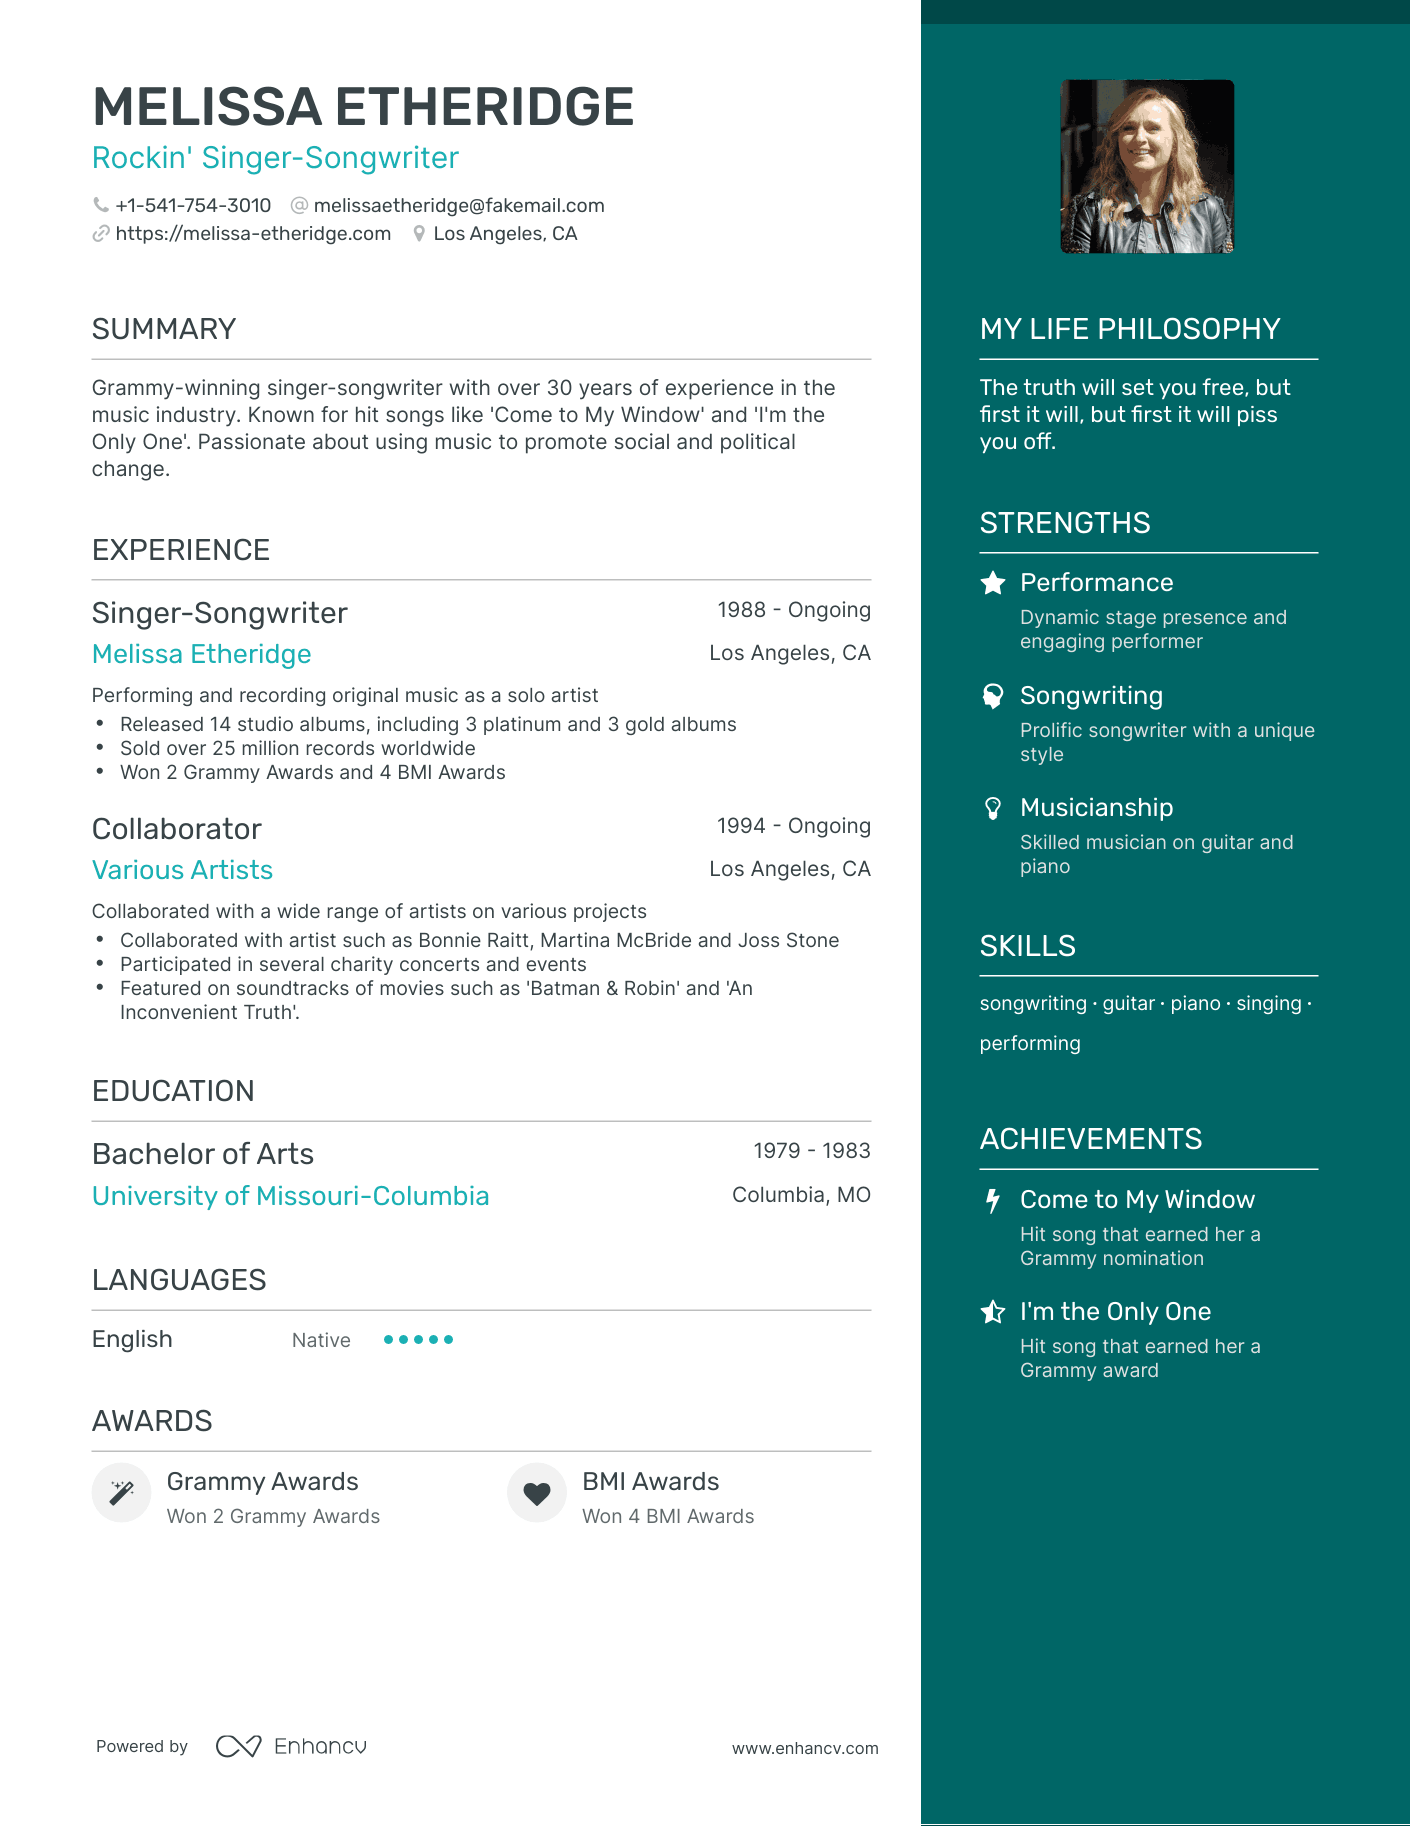 MELISSA ETHERIDGE
Rockin' Singer-Songwriter
+1-541-754-3010 melissaetheridge@fakemail.com
https://melissa-etheridge.com Los Angeles, CA
SUMMARY
Grammy-winning singer-songwriter with over 30 years of experience in the
music industry. Known for hit songs like 'Come to My Window' and 'I'm the
Only One'. Passionate about using music to promote social and political
change.
EXPERIENCE
Singer-Songwriter 1988 - Ongoing
Melissa Etheridge Los Angeles, CA
Performing and recording original music as a solo artist
• Released 14 studio albums, including 3 platinum and 3 gold albums
• Sold over 25 million records worldwide
• Won 2 Grammy Awards and 4 BMI Awards
Collaborator 1994 - Ongoing
Various Artists Los Angeles, CA
Collaborated with a wide range of artists on various projects
• Collaborated with artist such as Bonnie Raitt, Martina McBride and Joss Stone
• Participated in several charity concerts and events
• Featured on soundtracks of movies such as 'Batman & Robin' and 'An
Inconvenient Truth'.
EDUCATION
Bachelor of Arts 1979 - 1983
University of Missouri-Columbia Columbia, MO
LANGUAGES
English Native
AWARDS
Grammy Awards BMI Awards
Won 2 Grammy Awards Won 4 BMI Awards
Powered by Enhancv www.enhancv.com
MY LIFE PHILOSOPHY
The truth will set you free, but
first it will, but first it will piss
you off.
STRENGTHS
Performance
Dynamic stage presence and
engaging performer
Songwriting
Prolific songwriter with a unique
style
Musicianship
Skilled musician on guitar and
piano
SKILLS
songwriting · guitar · piano · singing ·
performing
ACHIEVEMENTS
Come to My Window
Hit song that earned her a
Grammy nomination
I'm the Only One
Hit song that earned her a
Grammy award